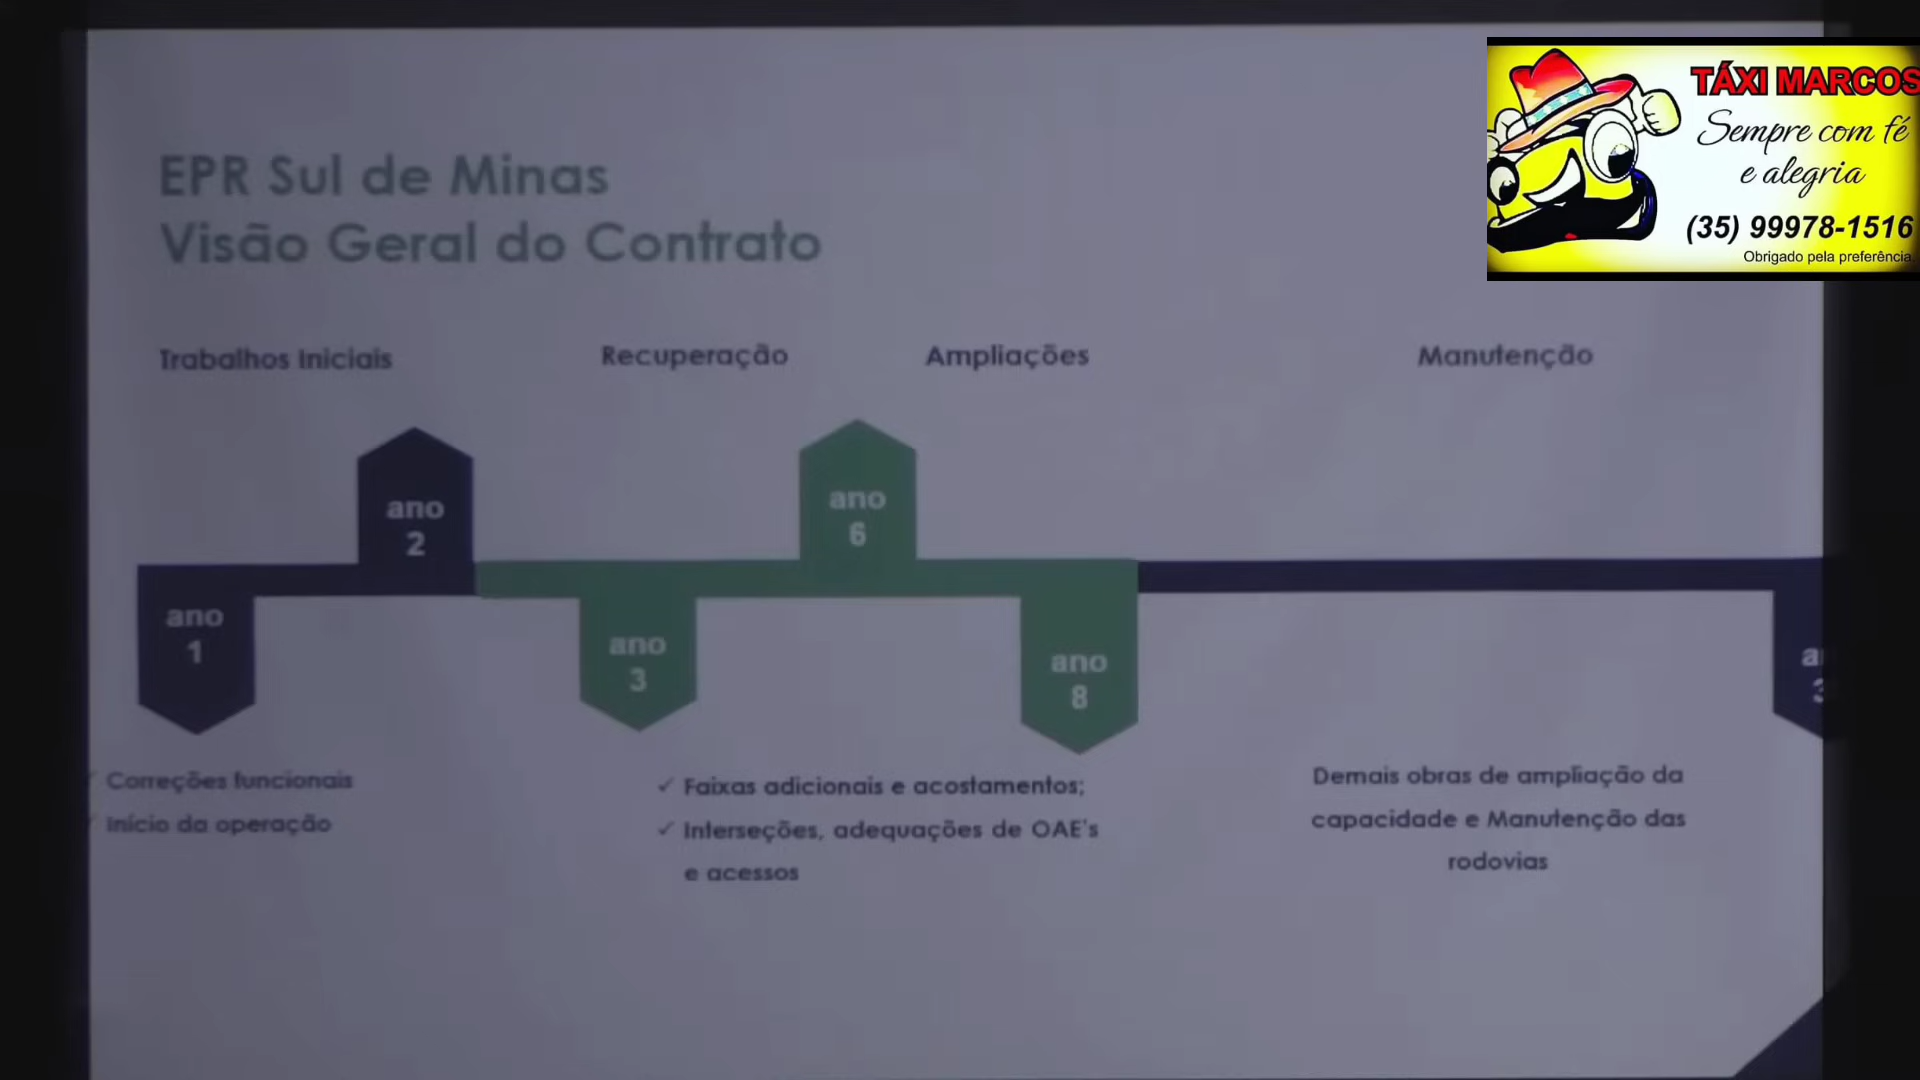 EPR Sul de Minas
Visão Geral do Contrato
Trabalhos Iniciais
Recuperação
Ampliações
Manutenção
ano
1
ano
2
ano
3
ano
6
ano
8
Correções funcionais
Início da operação
✓ Faixas adicionais e acostamentos;
✓ Interseções, adequações de OAE's
e acessos
Demais obras de ampliação da
capacidade e Manutenção das
rodovias
TÁXI MARCOS
Sempre com fé
e alegria
(35) 99978-1516
Obrigado pela preferência